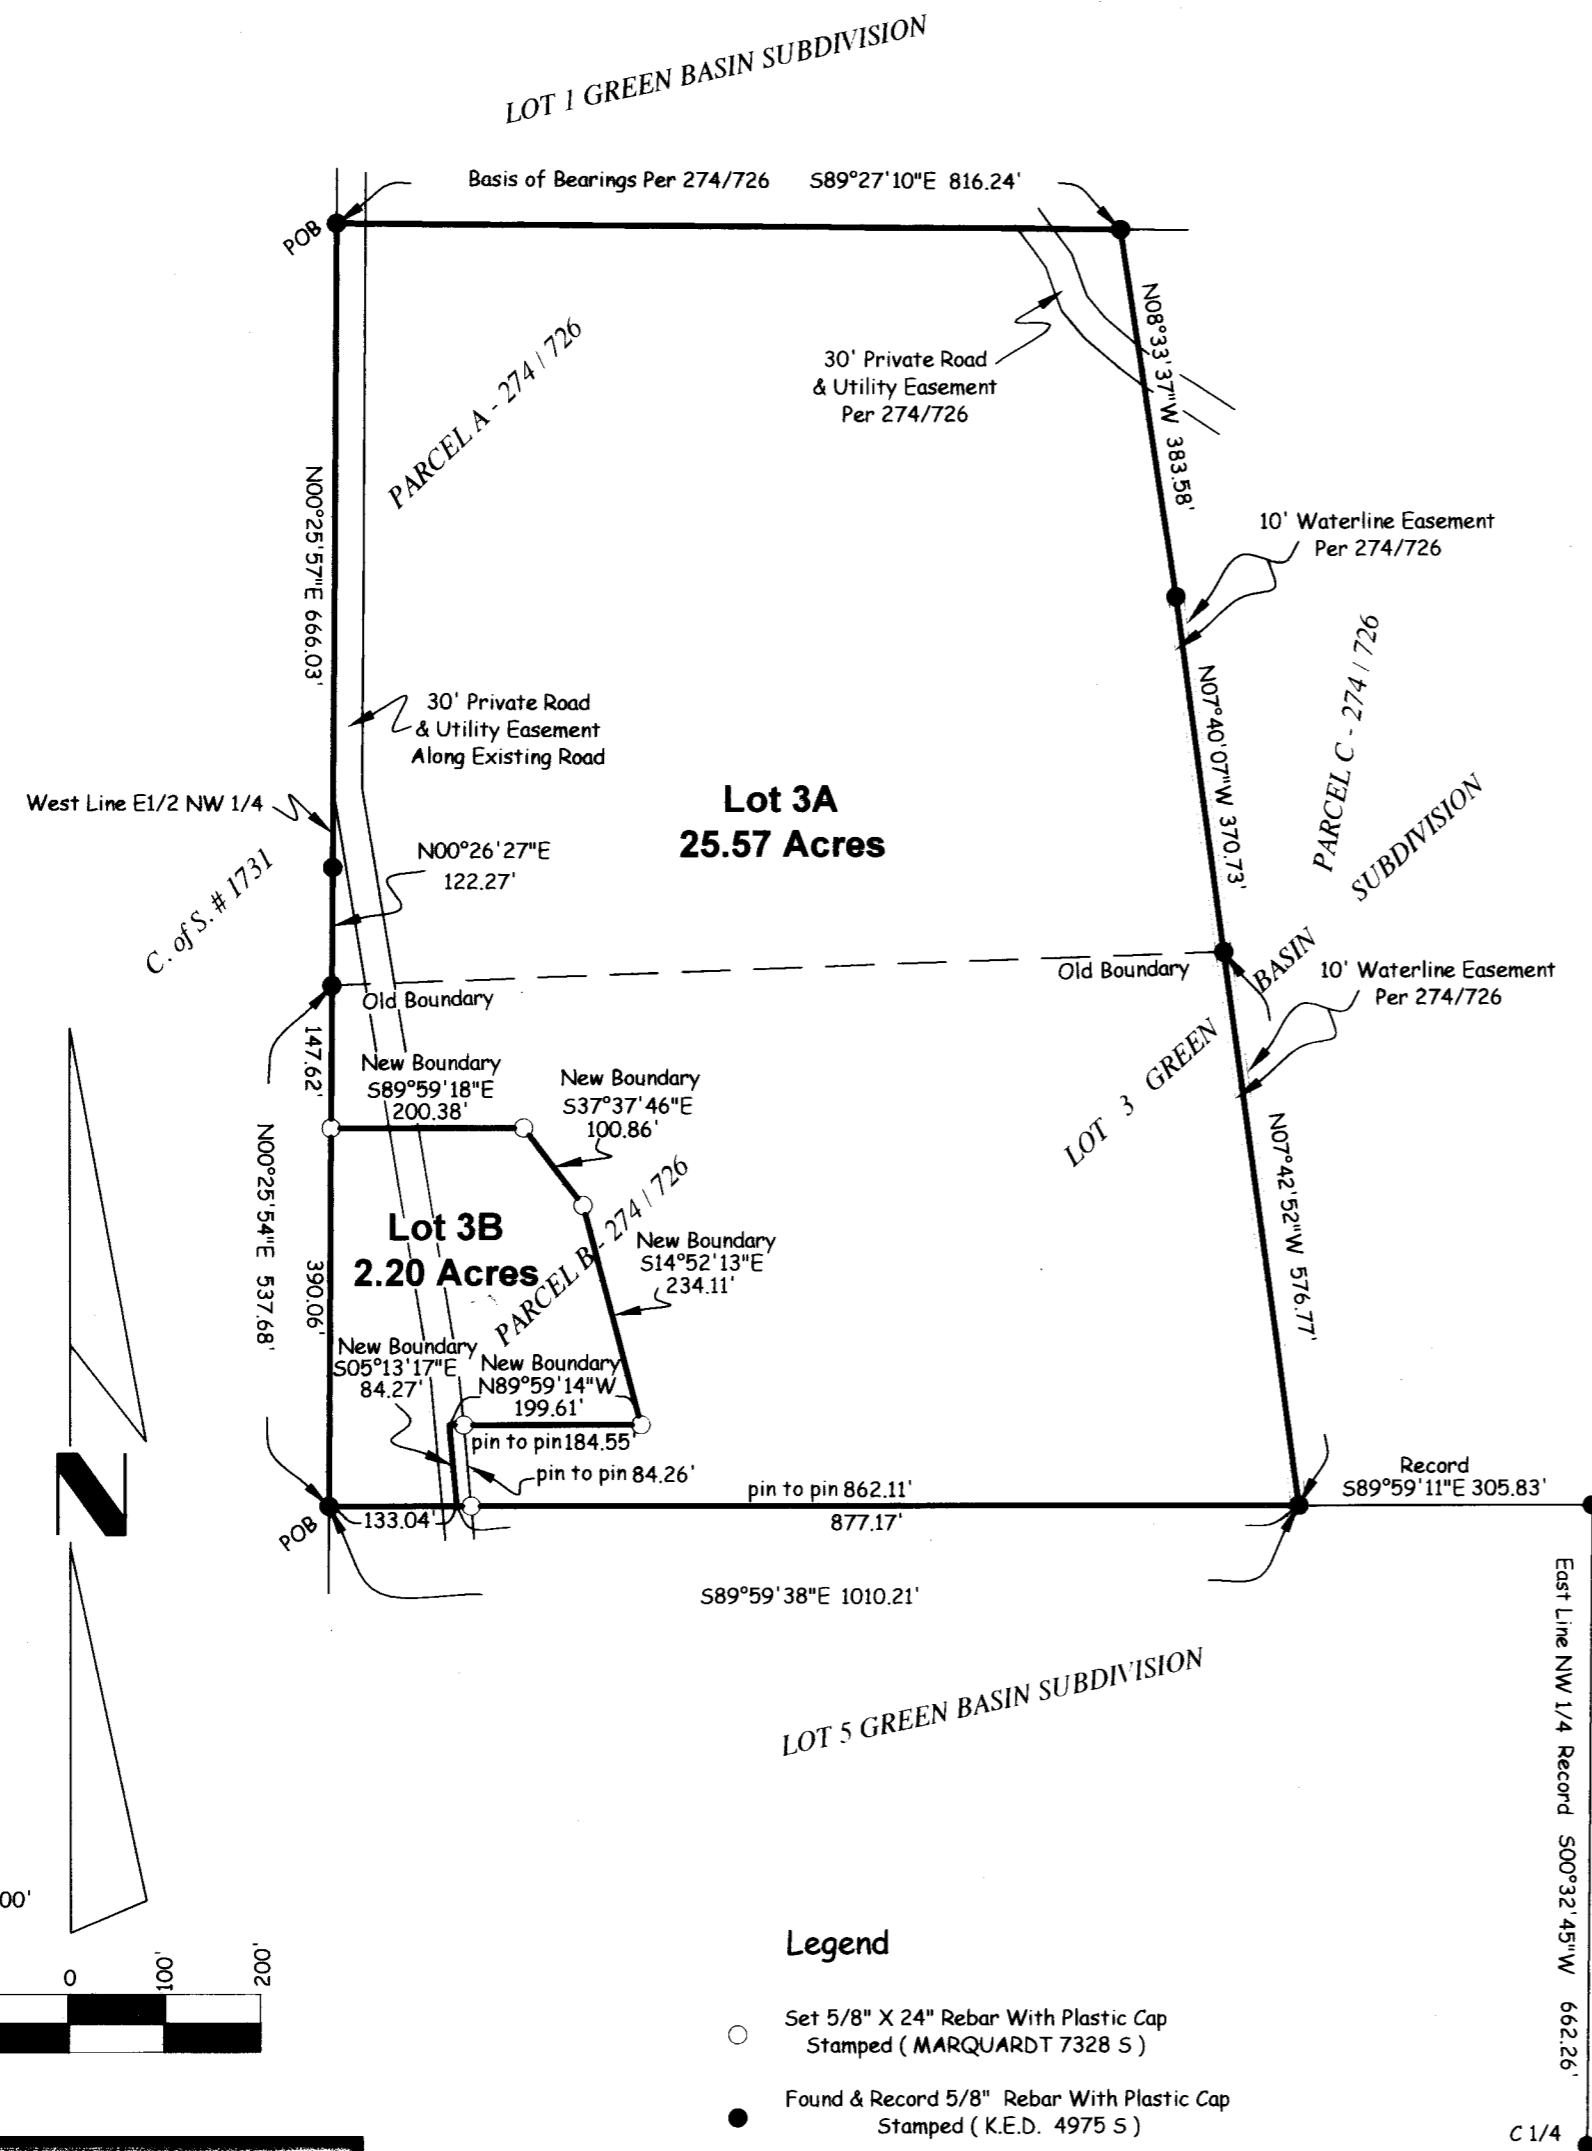 LOT 1 GREEN BASIN SUBDIVISION
Basis of Bearings Per 274/726 S89°27'10"E 816.24'
POB
N08°33'37"W 383.58'
PARCEL A - 274 / 726
30' Private Road
& Utility Easement
Per 274/726
N00°25'57"E 666.03'
10' Waterline Easement
Per 274/726
PARCEL C - 274 / 726
N07°40'07"W 370.73'
30' Private Road
& Utility Easement
Along Existing Road
West Line E1/2 NW 1/4
Lot 3A
25.57 Acres
N00°26'27"E
122.27'
C. of S. # 1731
LOT 3 GREEN BASIN SUBDIVISION
Old Boundary
Old Boundary
10' Waterline Easement
Per 274/726
147.62'
New Boundary
S89°59'18"E
200.38'
New Boundary
S37°37'46"E
100.86'
N07°42'52"W 576.77'
N00°25'54"E 537.68'
PARCEL B - 274 / 726
Lot 3B
2.20 Acres
390.06'
New Boundary
S14°52'13"E
234.11'
New Boundary
S05°13'17"E
84.27'
New Boundary
N89°59'14"W
199.61'
pin to pin 184.55'
pin to pin 84.26'
pin to pin 862.11'
Record
S89°59'11"E 305.83'
N
POB
133.04'
877.17'
S89°59'38"E 1010.21'
East Line NW 1/4 Record S00°32'45"W 662.26'
LOT 5 GREEN BASIN SUBDIVISION
00'
0 100' 200'
Legend
Set 5/8" X 24" Rebar With Plastic Cap
Stamped ( MARQUARDT 7328 S )
Found & Record 5/8" Rebar With Plastic Cap
Stamped ( K.E.D. 4975 S )
C 1/4